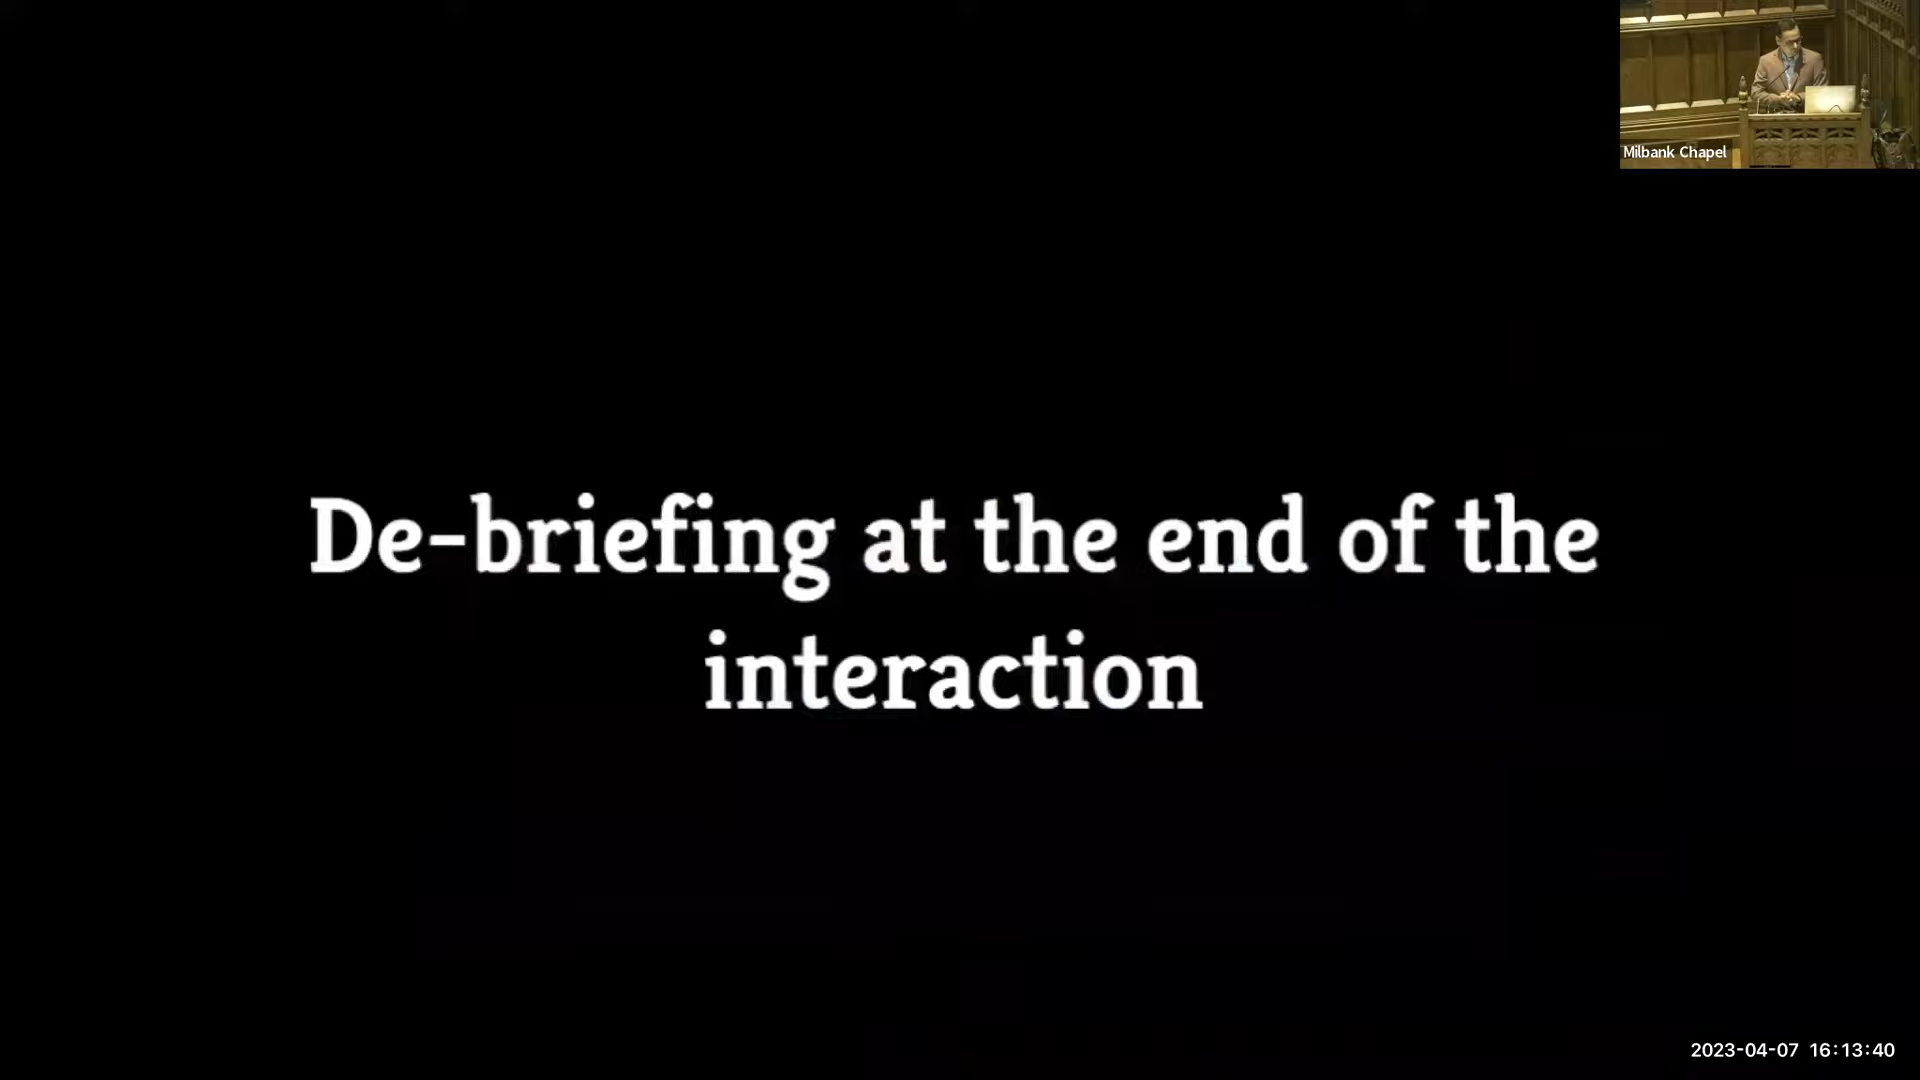 Milbank Chapel
De-briefing at the end of the
interaction
2023-04-07 16:13:40